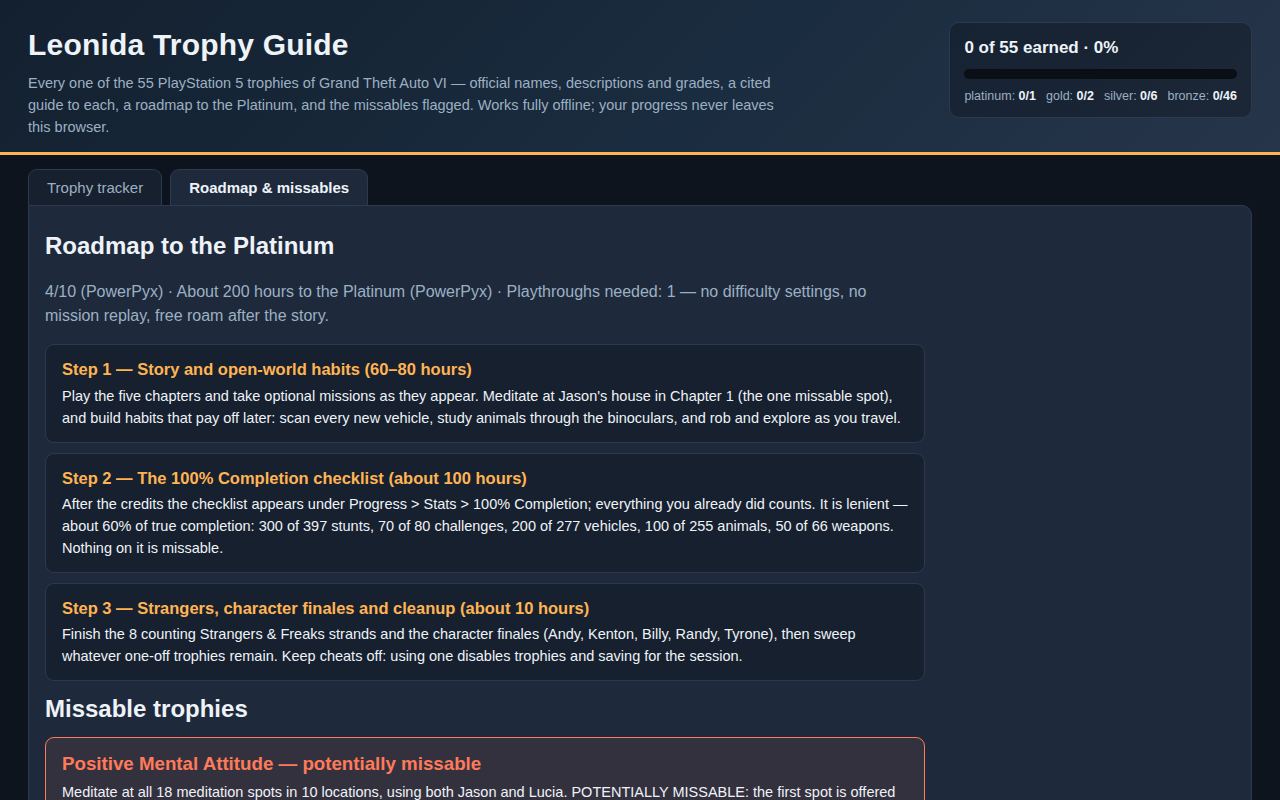 Leonida Trophy Guide
Every one of the 55 PlayStation 5 trophies of Grand Theft Auto VI — official names, descriptions and grades, a cited
guide to each, a roadmap to the Platinum, and the missables flagged. Works fully offline; your progress never leaves
this browser.
0 of 55 earned · 0%
platinum: 0/1 gold: 0/2 silver: 0/6 bronze: 0/46
Trophy tracker
Roadmap & missables
Roadmap to the Platinum
4/10 (PowerPyx) · About 200 hours to the Platinum (PowerPyx) · Playthroughs needed: 1 — no difficulty settings, no
mission replay, free roam after the story.
Step 1 — Story and open-world habits (60–80 hours)
Play the five chapters and take optional missions as they appear. Meditate at Jason's house in Chapter 1 (the one missable spot),
and build habits that pay off later: scan every new vehicle, study animals through the binoculars, and rob and explore as you travel.
Step 2 — The 100% Completion checklist (about 100 hours)
After the credits the checklist appears under Progress > Stats > 100% Completion; everything you already did counts. It is lenient —
about 60% of true completion: 300 of 397 stunts, 70 of 80 challenges, 200 of 277 vehicles, 100 of 255 animals, 50 of 66 weapons.
Nothing on it is missable.
Step 3 — Strangers, character finales and cleanup (about 10 hours)
Finish the 8 counting Strangers & Freaks strands and the character finales (Andy, Kenton, Billy, Randy, Tyrone), then sweep
whatever one-off trophies remain. Keep cheats off: using one disables trophies and saving for the session.
Missable trophies
Positive Mental Attitude — potentially missable
Meditate at all 18 meditation spots in 10 locations, using both Jason and Lucia. POTENTIALLY MISSABLE: the first spot is offered